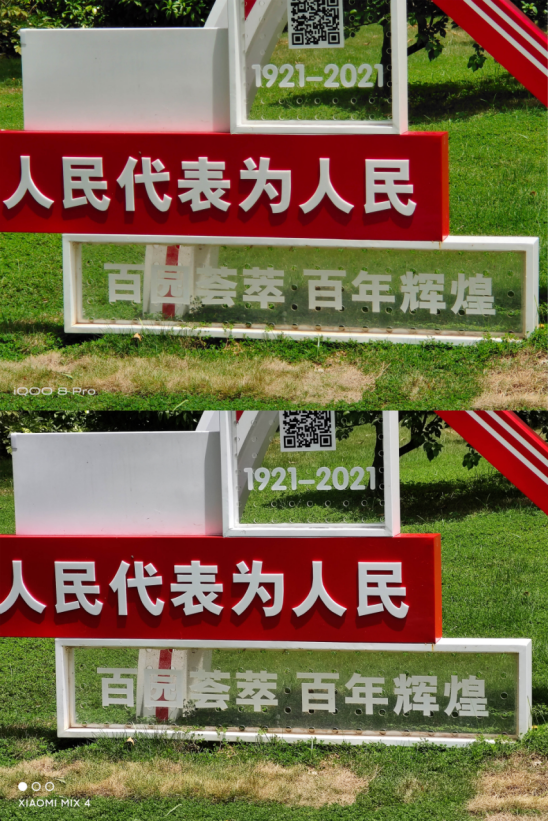 1921-2021
人民代表为人民
百园荟萃 百年辉煌
iQOO 8 Pro
1921-2021
人民代表为人民
百园荟萃 百年辉煌
XIAOMI MIX 4